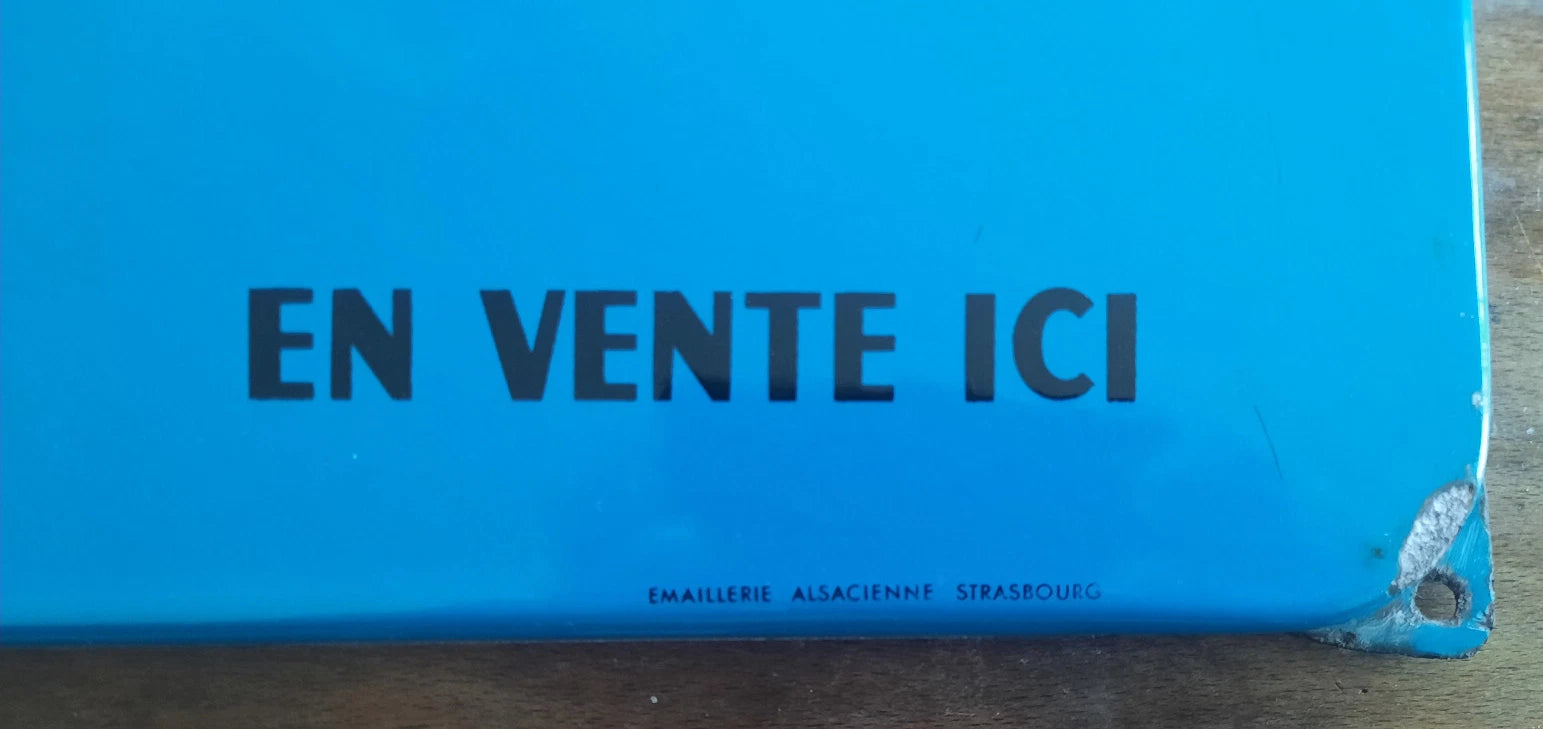 EN VENTE ICI
EMAILLERIE ALSACIENNE STRASBOURG